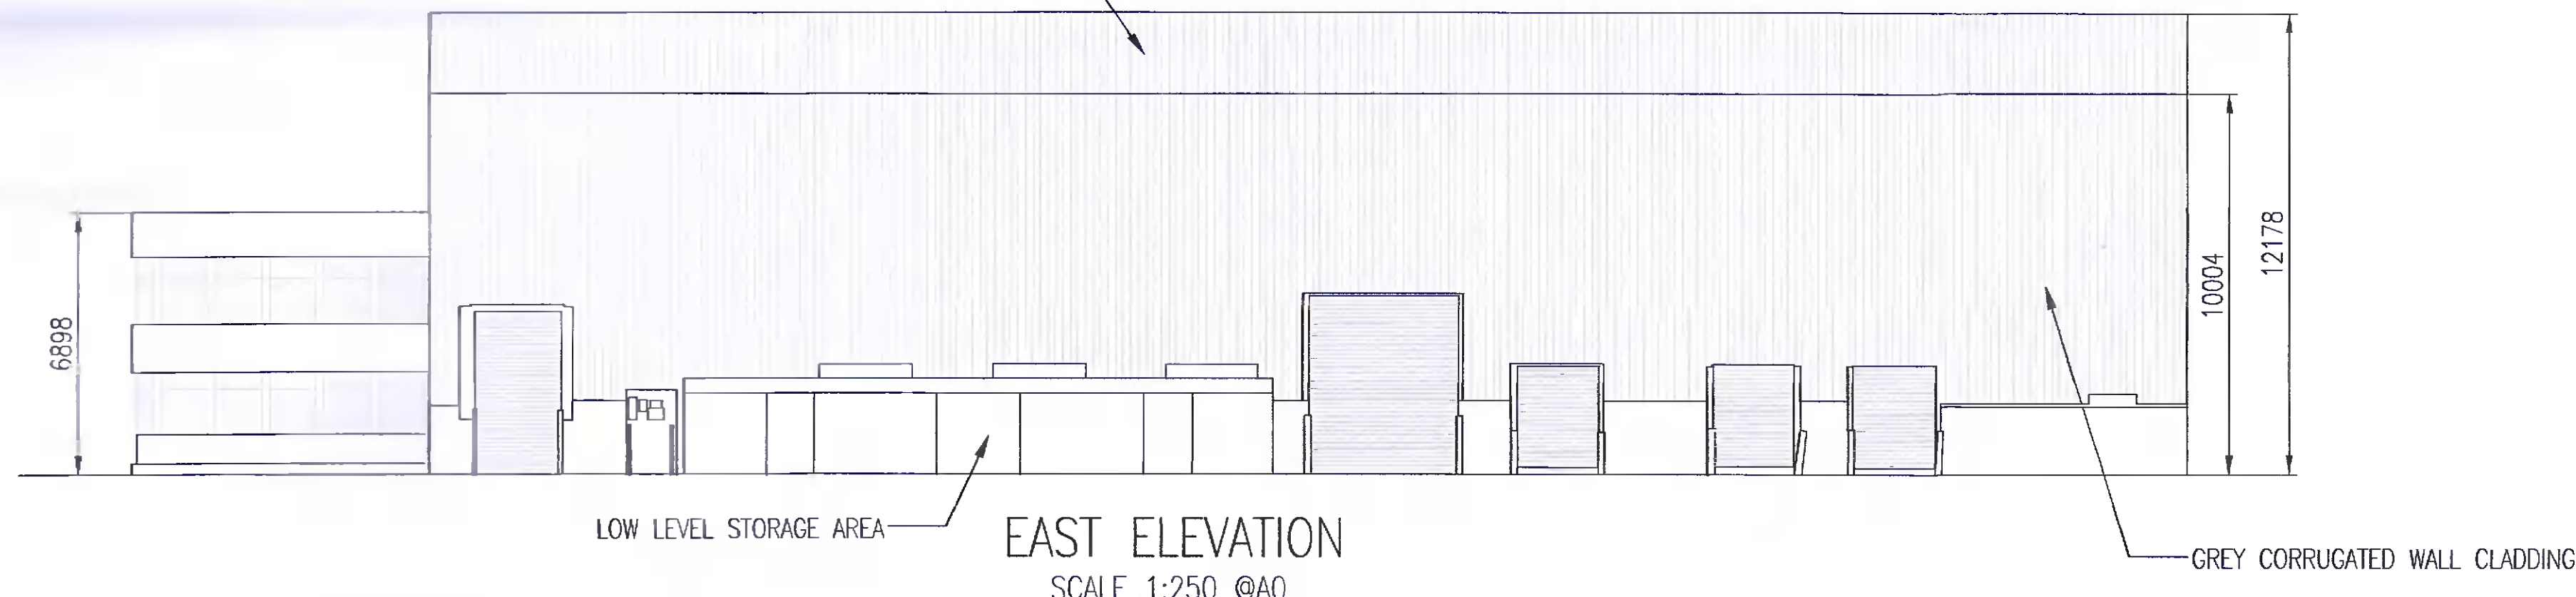 12178
10004
6898
LOW LEVEL STORAGE AREA
EAST ELEVATION
GREY CORRUGATED WALL CLADDING
SCALE 1:250 @A0